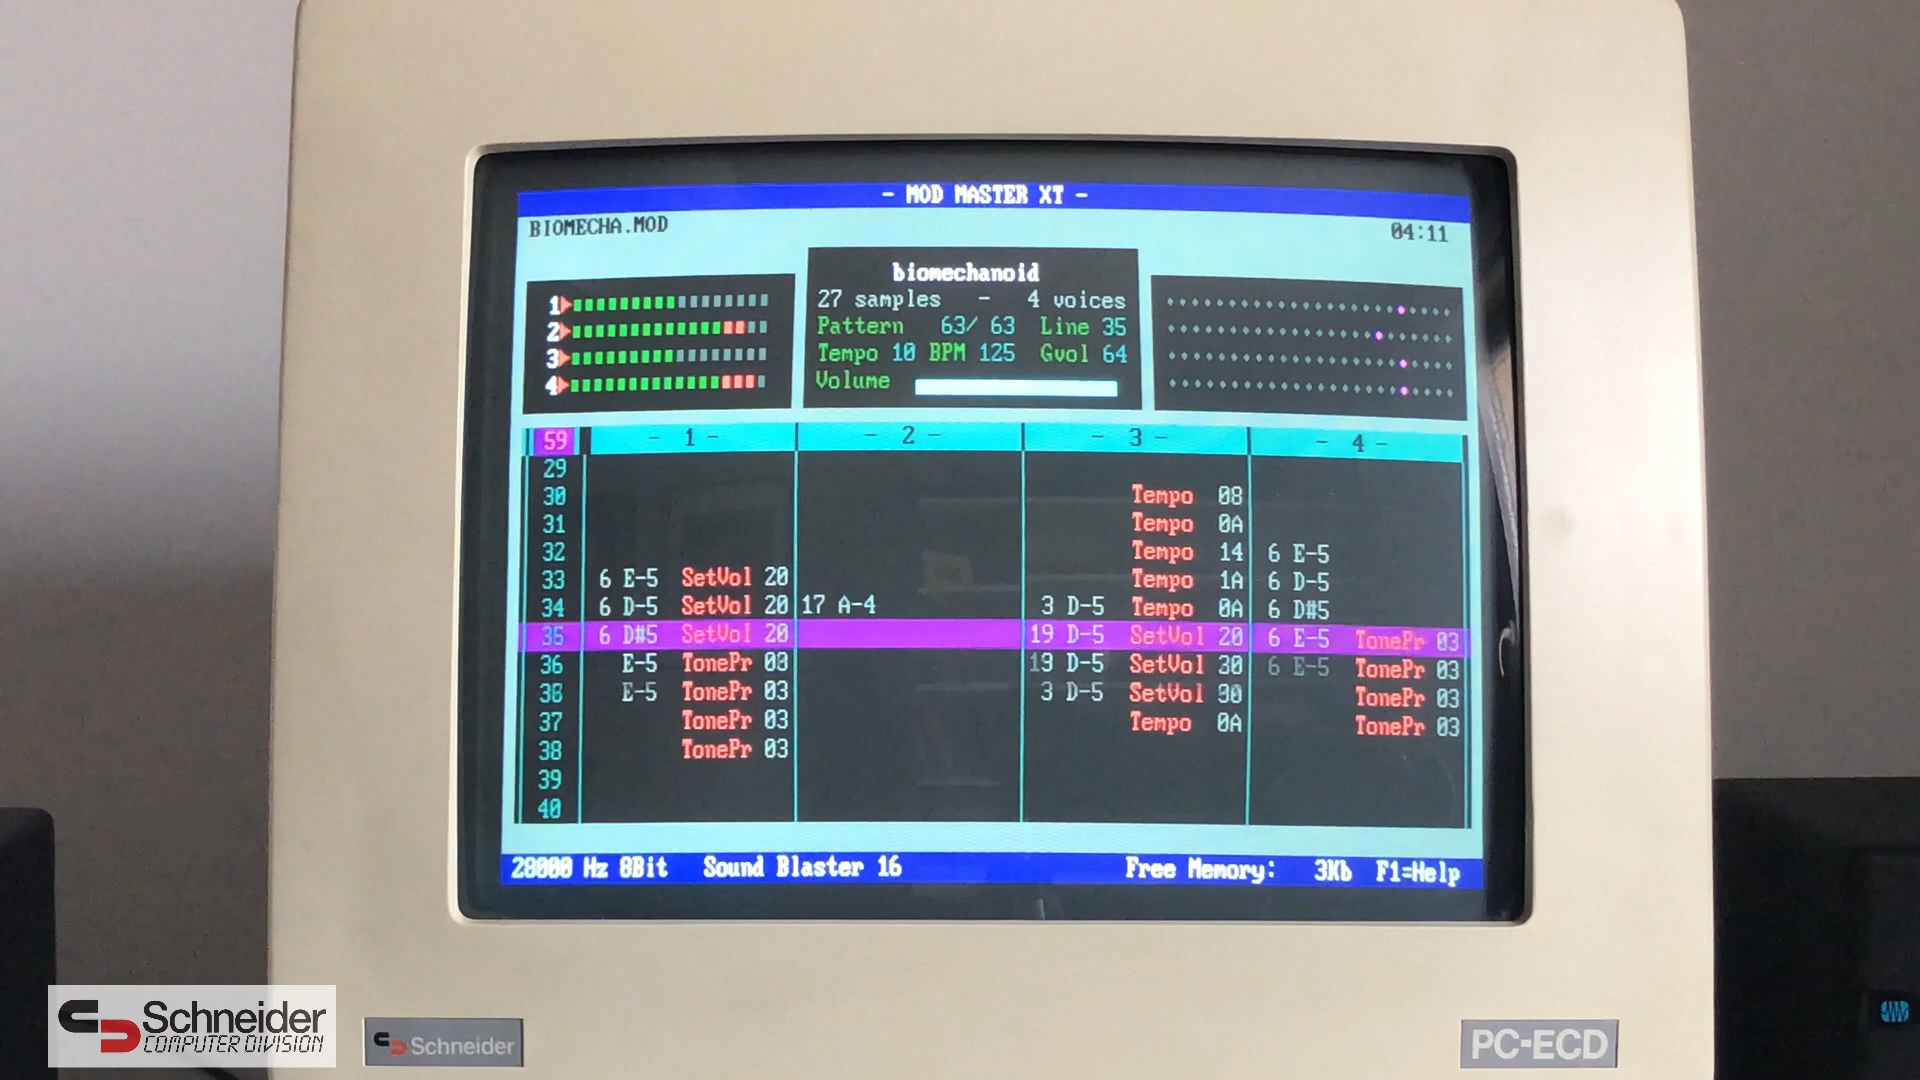 - MOD MASTER XT -
BIOMECHA.MOD 04:11
biomechanoid
27 samples - 4 voices
Pattern 63/ 63 Line 35
Tempo 10 BPM 125 Gvol 64
Volume
1
2
3
4
59 - 1 - - 2 - - 3 - - 4 -
29
30 Tempo 08
31 Tempo 0A
32 Tempo 14 6 E-5
33 6 E-5 SetVol 20 Tempo 1A 6 D-5
34 6 D-5 SetVol 20 17 A-4 3 D-5 Tempo 0A 6 D#5
35 6 D#5 SetVol 20 19 D-5 SetVol 20 6 E-5 TonePr 03
36 E-5 TonePr 03 D-5 SetVol 30 6 E-5 TonePr 03
E-5 TonePr 03 3 D-5 SetVol TonePr 03
37 TonePr 03 Tempo 0A TonePr 03
38 TonePr 03
39
40
28000 Hz 8Bit Sound Blaster 16 Free Memory: 3Kb F1=Help
Schneider
COMPUTER DIVISION
Schneider
PC-ECD